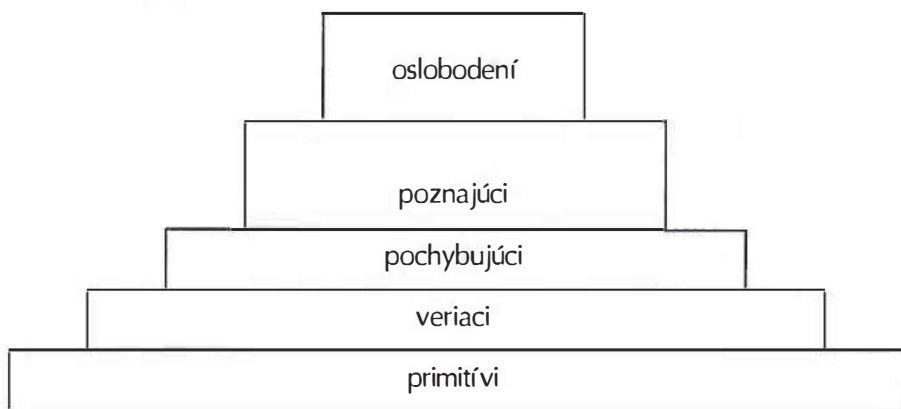 oslobodení
poznajúci
pochybujúci
veriaci
primitívi